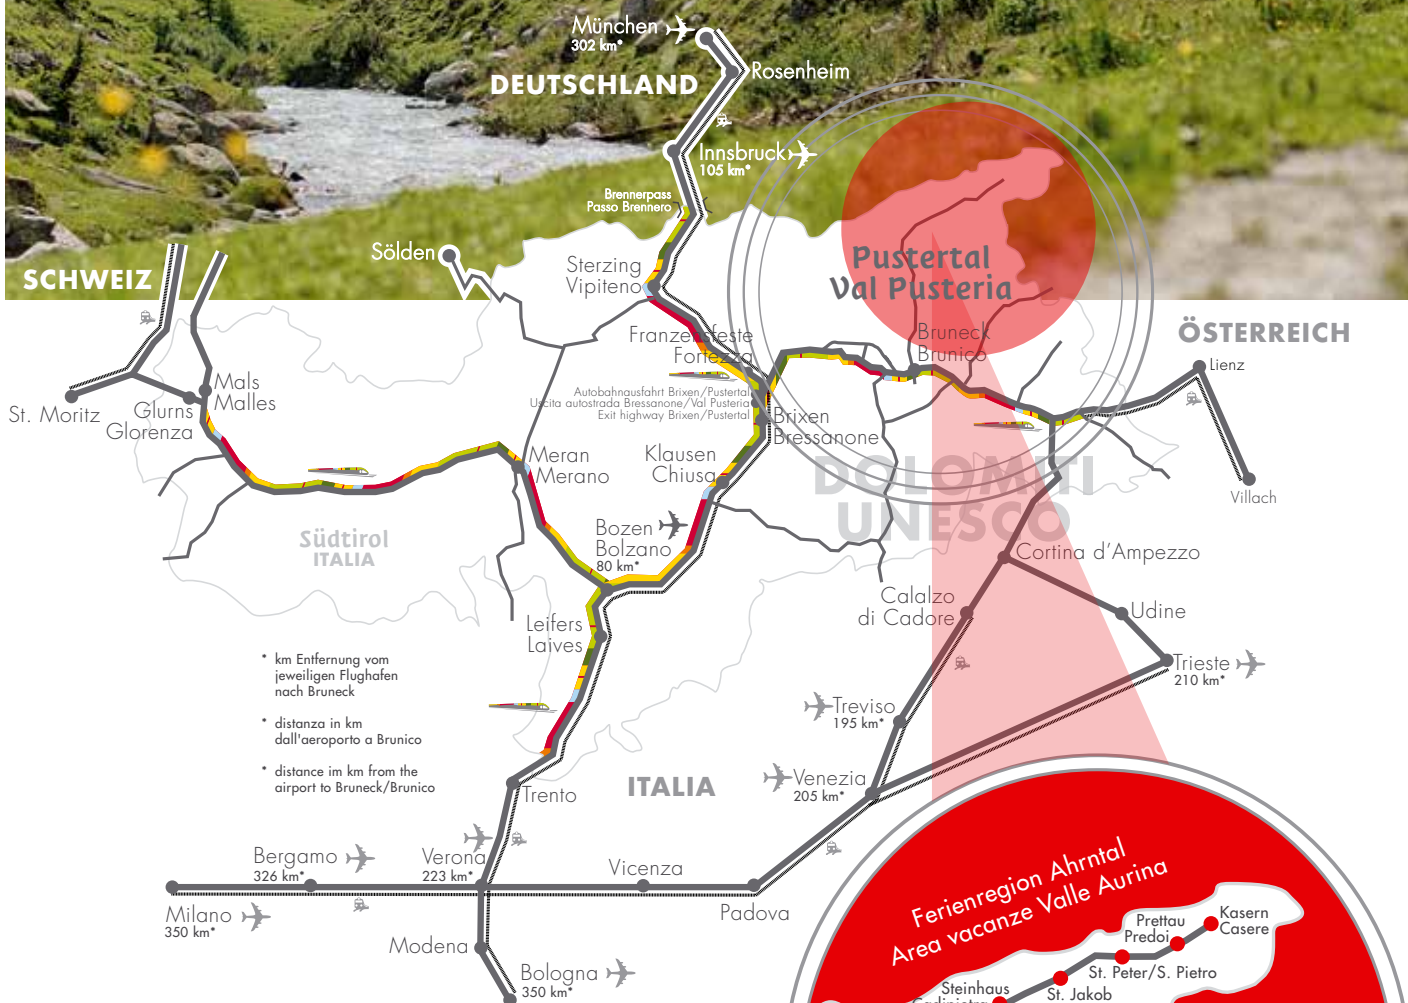 München
302 km*
DEUTSCHLAND
Rosenheim
Innsbruck
105 km*
Brennerpass
Passo Brennero
Sölden
SCHWEIZ
Sterzing
Vipiteno
Pustertal
Val Pusteria
Franzensfeste
Fortezza
Bruneck
Brunico
ÖSTERREICH
Lienz
Mals
Malles
St. Moritz
Glurns
Glorenza
Autobahnausfahrt Brixen/Pustertal
Uscita autostrada Bressanone/Val Pusteria
Exit highway Brixen/Pustertal
Brixen
Bressanone
Meran
Merano
Klausen
Chiusa
DOLOMITI
UNESCO
Villach
Südtirol
ITALIA
Bozen
Bolzano
80 km*
Cortina d'Ampezzo
Calalzo
di Cadore
Udine
Leifers
Laives
Trieste
210 km*
* km Entfernung vom
jeweiligen Flughafen
nach Bruneck
* distanza in km
dall'aeroporto a Brunico
* distance im km from the
airport to Bruneck/Brunico
Treviso
195 km*
Venezia
205 km*
ITALIA
Trento
Bergamo
326 km*
Verona
223 km*
Vicenza
Padova
Milano
350 km*
Modena
Bologna
350 km*
Ferienregion Ahrntal
Area vacanze Valle Aurina
Kasern
Casere
Prettau
Predoi
St. Peter/S. Pietro
St. Jakob
Steinhaus